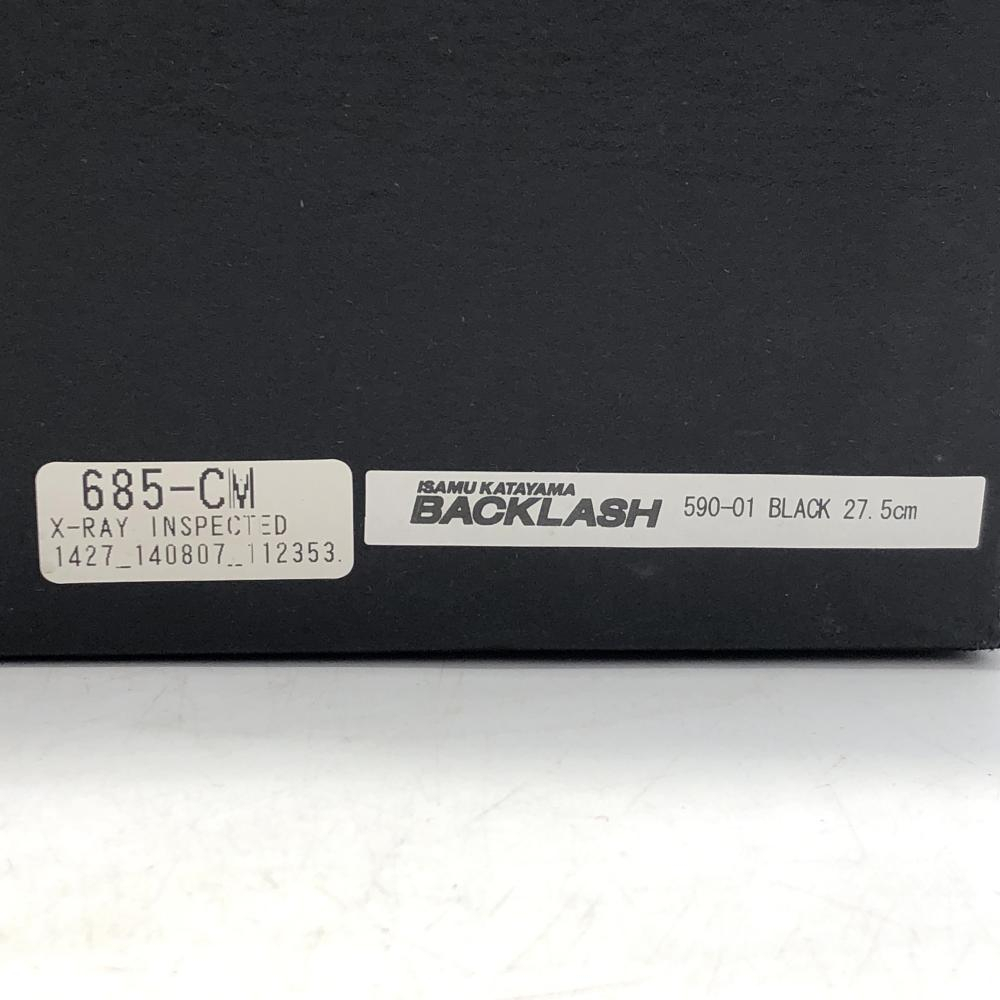 685-CM
X-RAY INSPECTED
1427_140807_112353.
ISAMU KATAYAMA
BACKLASH 590-01 BLACK 27.5cm